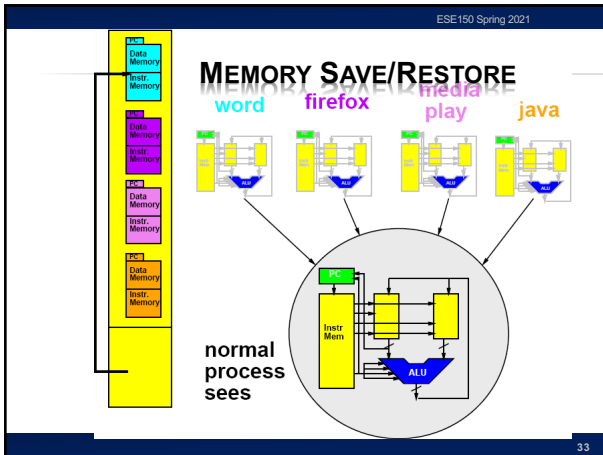 ESE150 Spring 2021
MEMORY SAVE/RESTORE
PC
Data
Memory
Instr.
Memory
PC
Data
Memory
Instr.
Memory
PC
Data
Memory
Instr.
Memory
PC
Data
Memory
Instr.
Memory
word
firefox
media
play
java
ALU
ALU
ALU
ALU
PC
Instr
Mem
ALU
normal
process
sees
33